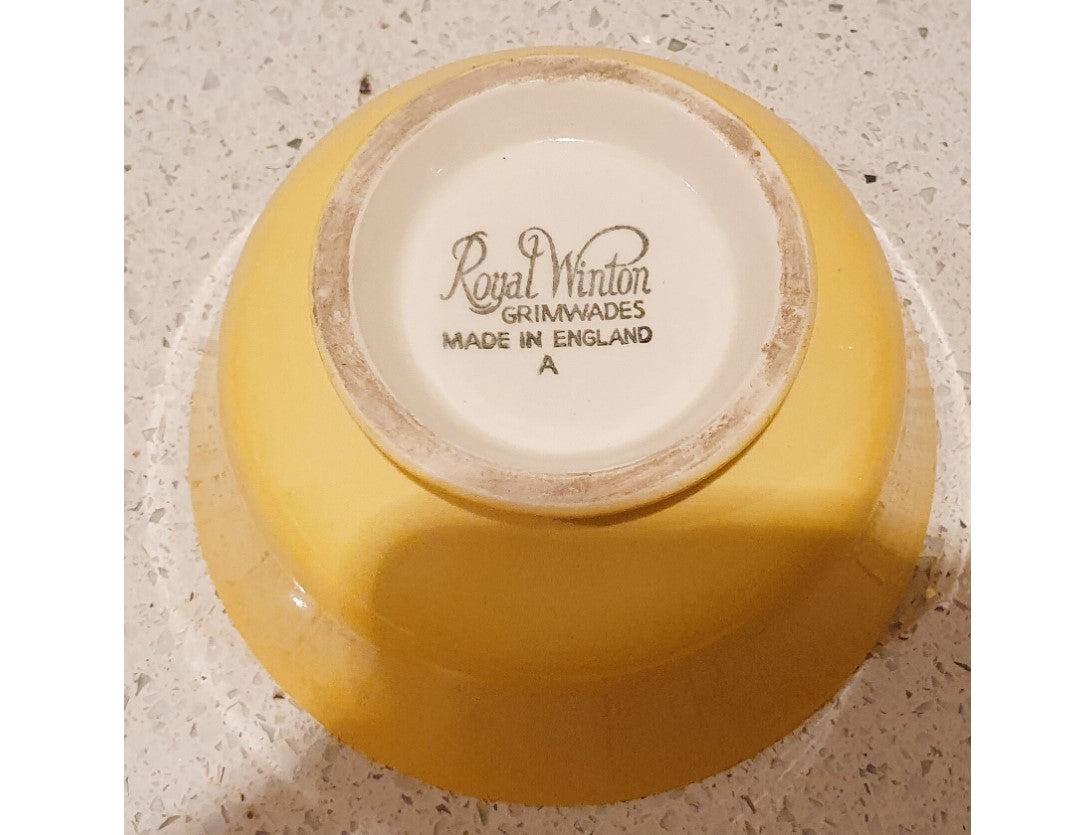 Royal Winton
GRIMWADES
MADE IN ENGLAND
A